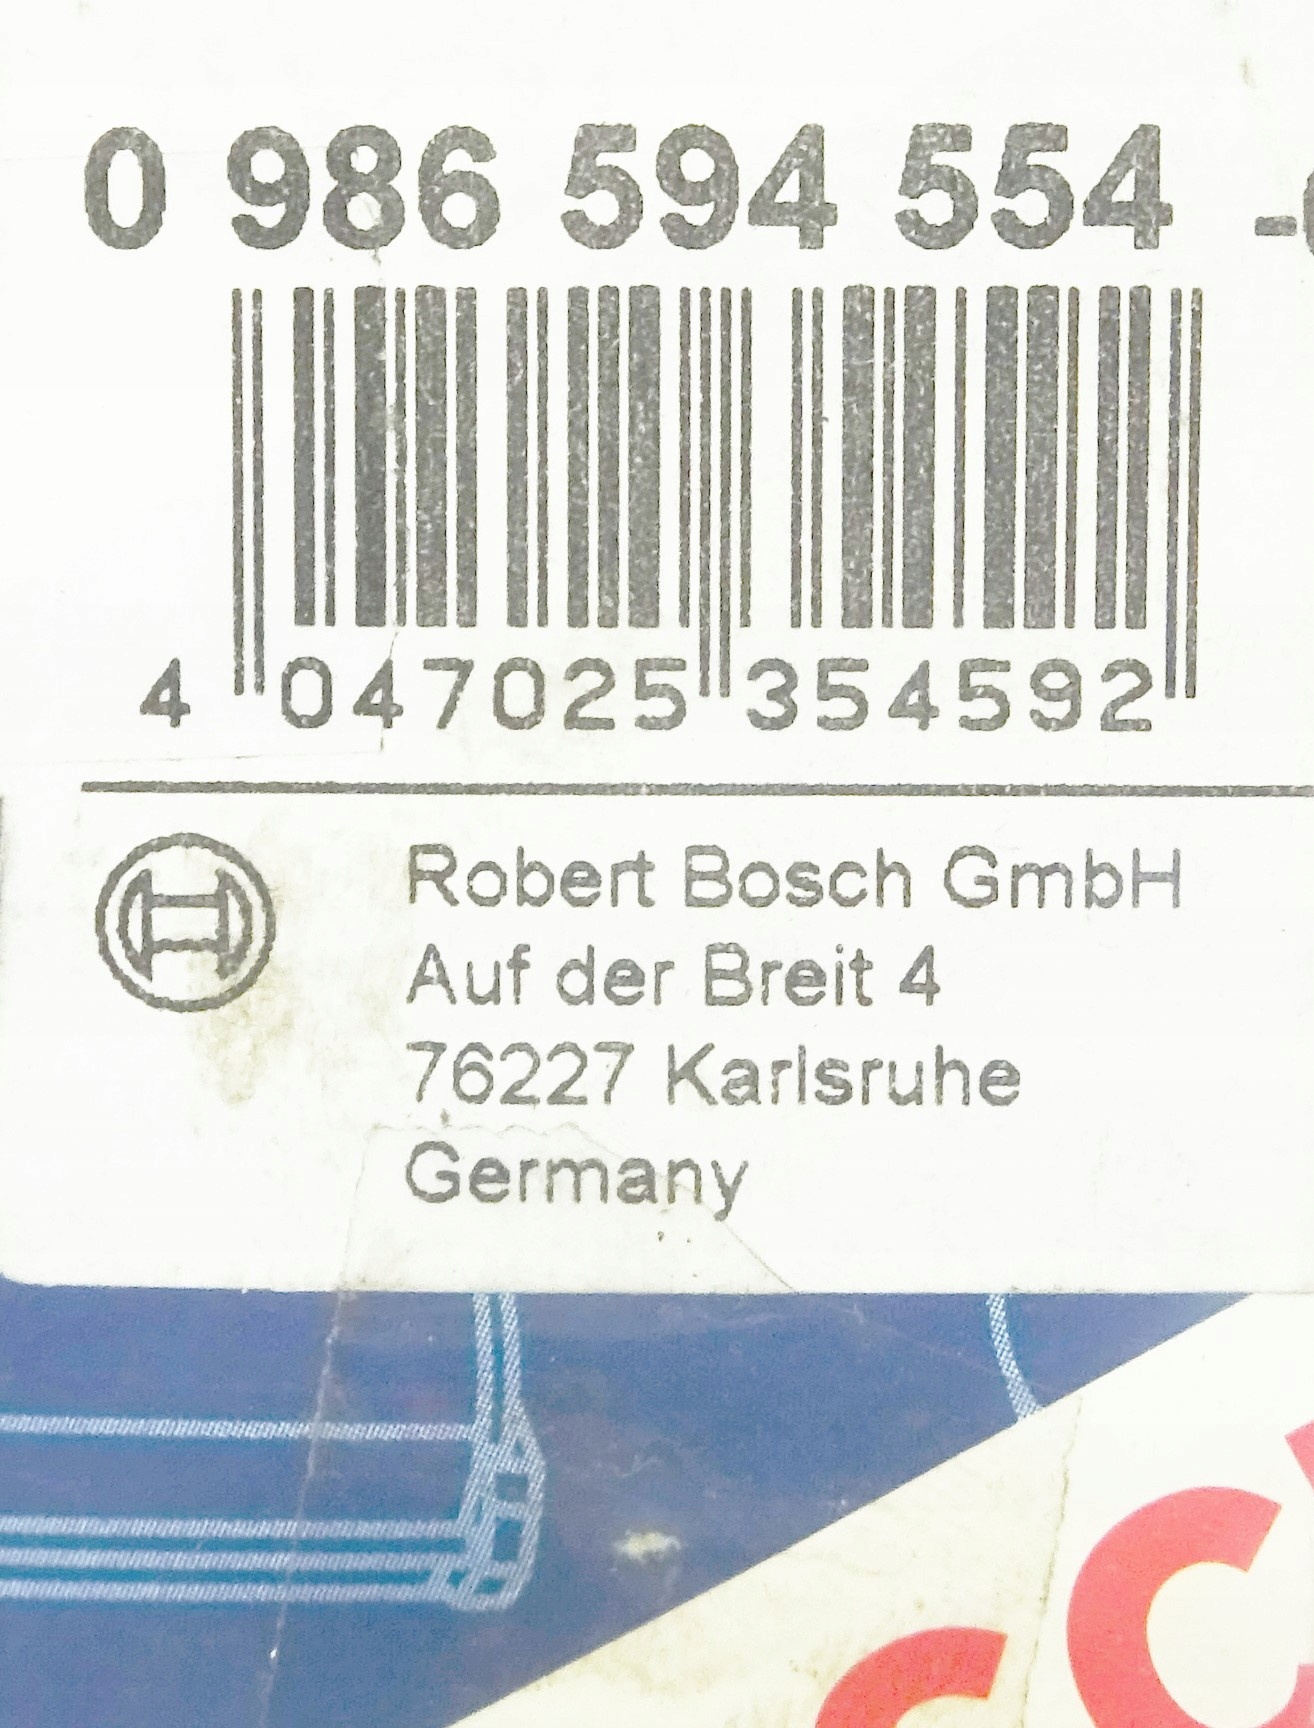 0 986 594 554
4 047025 354592
Robert Bosch GmbH
Auf der Breit 4
76227 Karlsruhe
Germany